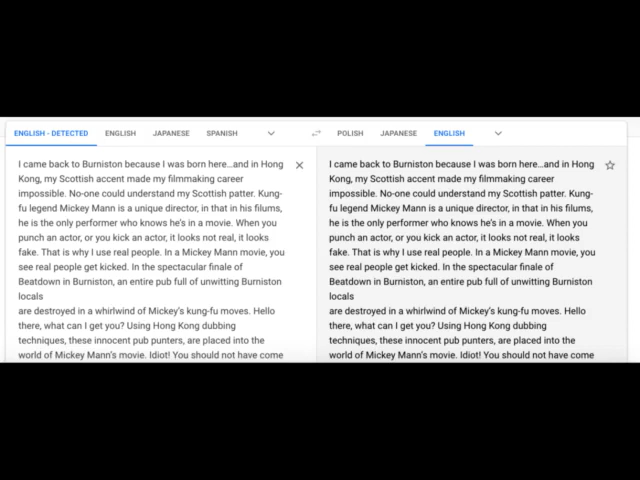 ENGLISH - DETECTED ENGLISH JAPANESE SPANISH
POLISH JAPANESE ENGLISH
I came back to Burniston because I was born here...and in Hong
Kong, my Scottish accent made my filmmaking career
impossible. No-one could understand my Scottish patter. Kung-
fu legend Mickey Mann is a unique director, in that in his filums,
he is the only performer who knows he's in a movie. When you
punch an actor, or you kick an actor, it looks not real, it looks
fake. That is why I use real people. In a Mickey Mann movie, you
see real people get kicked. In the spectacular finale of
Beatdown in Burniston, an entire pub full of unwitting Burniston
locals
are destroyed in a whirlwind of Mickey's kung-fu moves. Hello
there, what can I get you? Using Hong Kong dubbing
techniques, these innocent pub punters, are placed into the
world of Mickey Mann's movie. Idiot! You should not have come
I came back to Burniston because I was born here...and in Hong
Kong, my Scottish accent made my filmmaking career
impossible. No-one could understand my Scottish patter. Kung-
fu legend Mickey Mann is a unique director, in that in his fiilums,
he is the only performer who knows he's in a movie. When you
punch an actor, or you kick an actor, it looks not real, it looks
fake. That is why I use real people. In a Mickey Mann movie, you
see real people get kicked. In the spectacular finale of
Beatdown in Burniston, an entire pub full of unwitting Burniston
locals
are destroyed in a whirlwind of Mickey's kung-fu moves. Hello
there, what can I get you? Using Hong Kong dubbing
techniques, these innocent pub punters, are placed into the
world of Mickey Mann's movie. Idiot! You should not have come